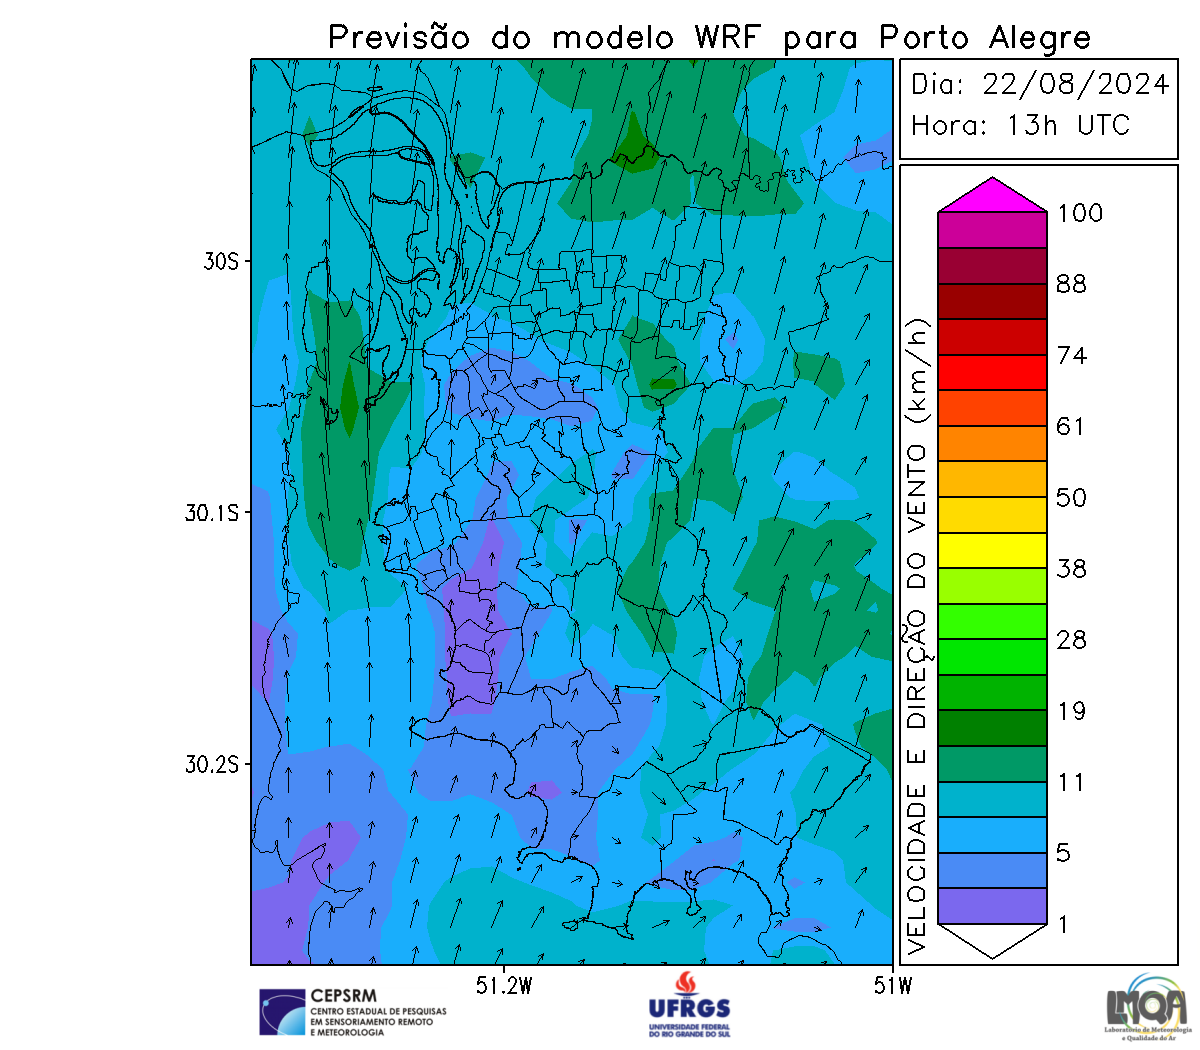 Previsão do modelo WRF para Porto Alegre
Dia: 22/08/2024
Hora: 13h UTC
30S
30.1S
30.2S
51.2W
51W
VELOCIDADE E DIREÇÃO DO VENTO (km/h)
100
88
74
61
50
38
28
19
11
5
1
CEPSRM
CENTRO ESTADUAL DE PESQUISAS
EM SENSORIAMENTO REMOTO
E METEOROLOGIA
UFRGS
UNIVERSIDADE FEDERAL
DO RIO GRANDE DO SUL
LMQA
Laboratório de Meteorologia
e Qualidade do Ar